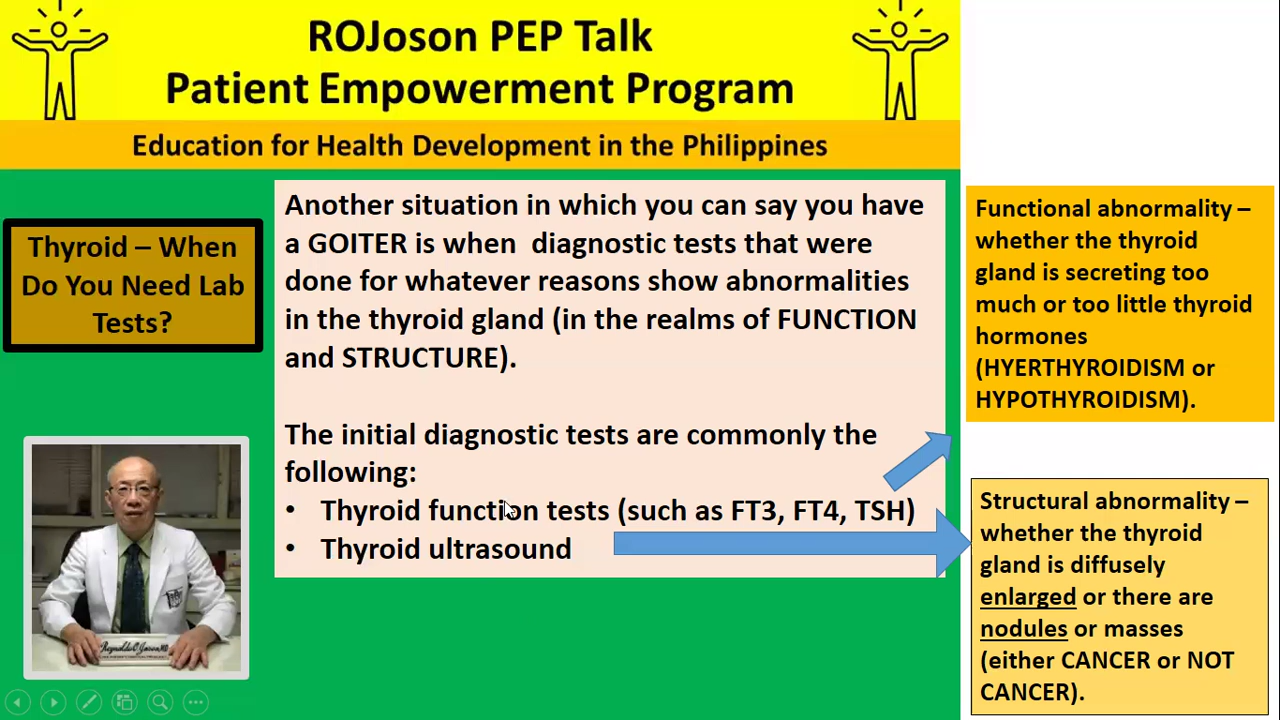 ROJoson PEP Talk
Patient Empowerment Program
Education for Health Development in the Philippines
Thyroid – When
Do You Need Lab
Tests?
Another situation in which you can say you have
a GOITER is when diagnostic tests that were
done for whatever reasons show abnormalities
in the thyroid gland (in the realms of FUNCTION
and STRUCTURE).
The initial diagnostic tests are commonly the
following:
• Thyroid function tests (such as FT3, FT4, TSH)
• Thyroid ultrasound
Functional abnormality –
whether the thyroid
gland is secreting too
much or too little thyroid
hormones
(HYERTHYROIDISM or
HYPOTHYROIDISM).
Structural abnormality –
whether the thyroid
gland is diffusely
enlarged or there are
nodules or masses
(either CANCER or NOT
CANCER).